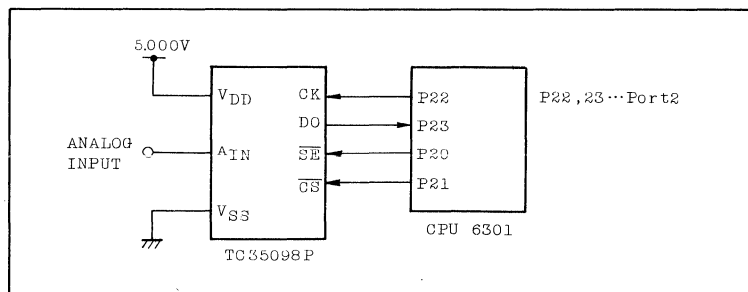 5.000V
VDD
CK
P22
P22,23…Port2
DO
P23
ANALOG
INPUT
AIN
SE
P20
CS
P21
VSS
CPU 6301
TC35098P